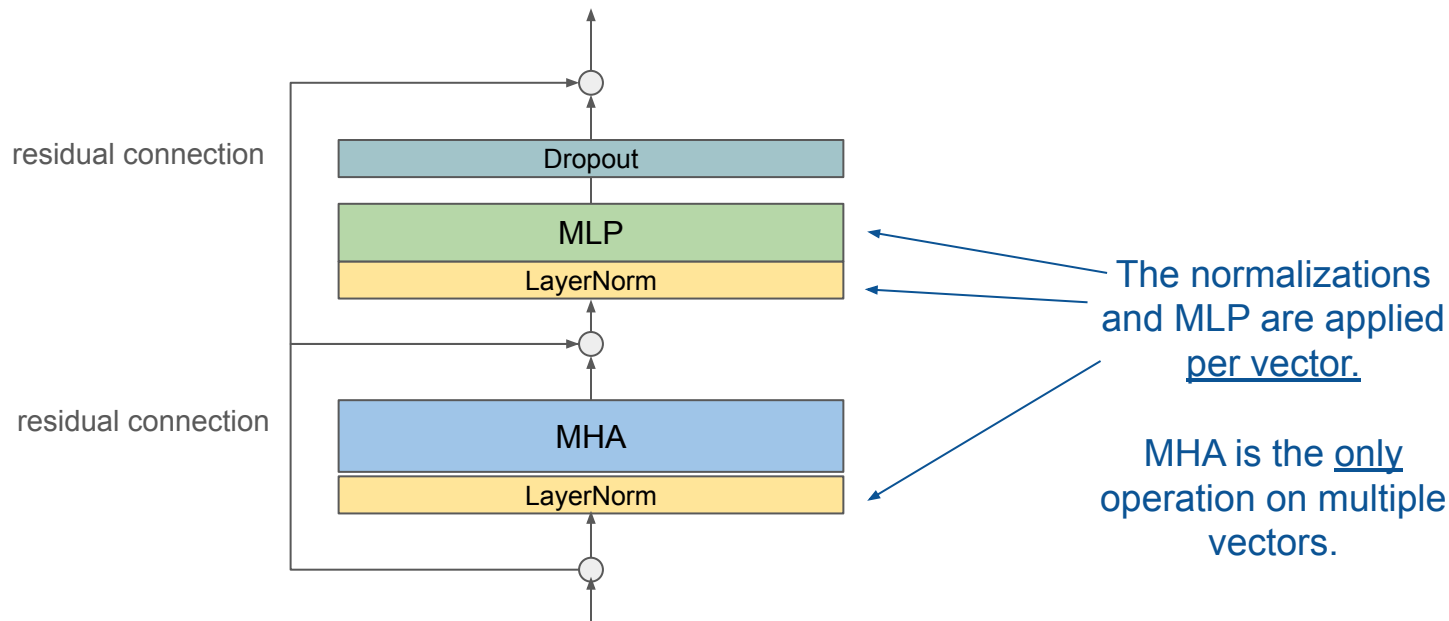 residual connection
Dropout
MLP
LayerNorm
The normalizations
and MLP are applied
per vector.
residual connection
MHA
LayerNorm
MHA is the only
operation on multiple
vectors.